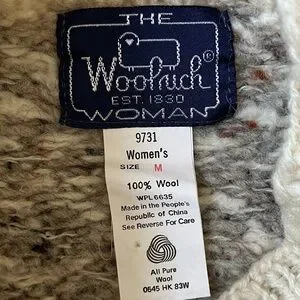 THE
Woolrich®
EST. 1830
WOMAN
9731
Women's
SIZE M
100% Wool
WPL 6635
Made in the People's
Republic of China
See Reverse For Care
All Pure
Wool
0645 HK 83W